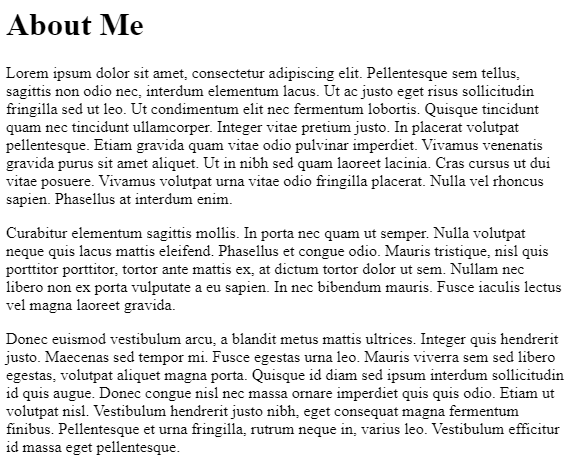 About Me
Lorem ipsum dolor sit amet, consectetur adipiscing elit. Pellentesque sem tellus,
sagittis non odio nec, interdum elementum lacus. Ut ac justo eget risus sollicitudin
fringilla sed ut leo. Ut condimentum elit nec fermentum lobortis. Quisque tincidunt
quam nec tincidunt ullamcorper. Integer vitae pretium justo. In placerat volutpat
pellentesque. Etiam gravida quam vitae odio pulvinar imperdiet. Vivamus venenatis
gravida purus sit amet aliquet. Ut in nibh sed quam laoreet lacinia. Cras cursus ut dui
vitae posuere. Vivamus volutpat urna vitae odio fringilla placerat. Nulla vel rhoncus
sapien. Phasellus at interdum enim.
Curabitur elementum sagittis mollis. In porta nec quam ut semper. Nulla volutpat
neque quis lacus mattis eleifend. Phasellus et congue odio. Mauris tristique, nisl quis
porttitor porttitor, tortor ante mattis ex, at dictum tortor dolor ut sem. Nullam nec
libero non ex porta vulputate a eu sapien. In nec bibendum mauris. Fusce iaculis lectus
vel magna laoreet gravida.
Donec euismod vestibulum arcu, a blandit metus mattis ultrices. Integer quis hendrerit
justo. Maecenas sed tempor mi. Fusce egestas urna leo. Mauris viverra sem sed libero
egestas, volutpat aliquet magna porta. Quisque id diam sed ipsum interdum sollicitudin
id quis augue. Donec congue nisl nec massa ornare imperdiet quis quis odio. Etiam ut
volutpat nisl. Vestibulum hendrerit justo nibh, eget consequat magna fermentum
finibus. Pellentesque et urna fringilla, rutrum neque in, varius leo. Vestibulum efficitur
id massa eget pellentesque.